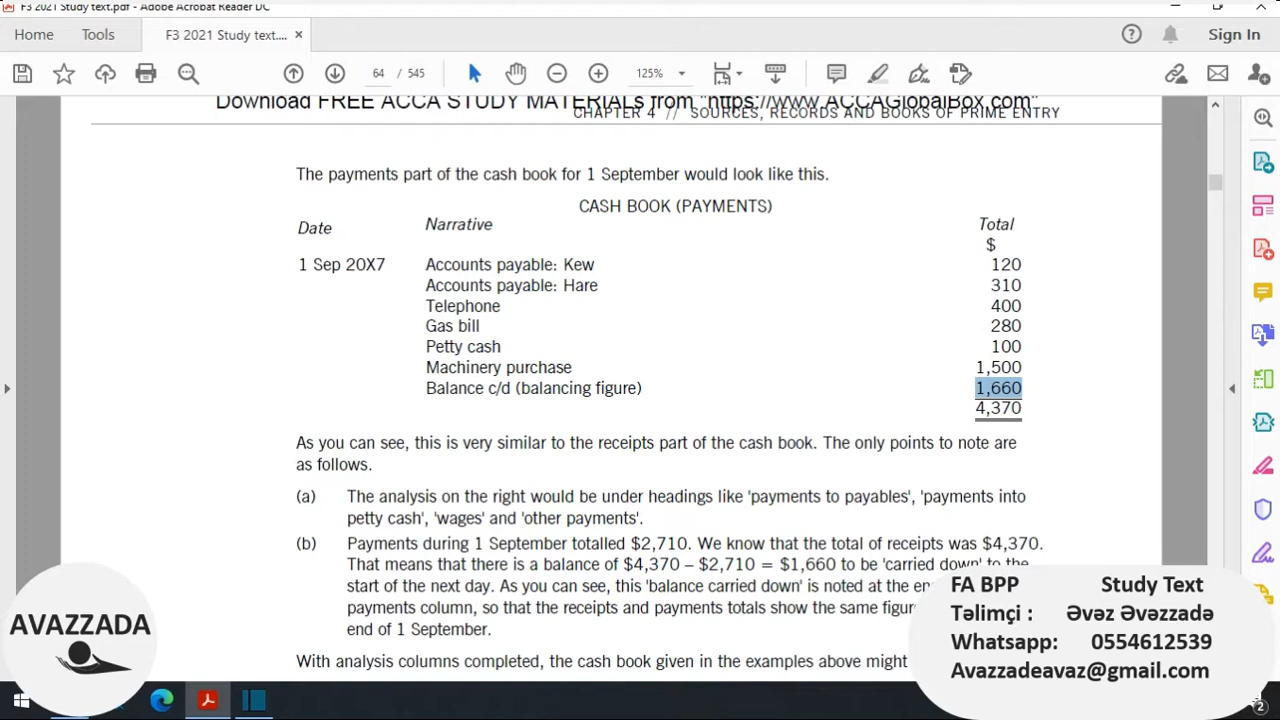 F3 2021 Study text.pdf - Adobe Acrobat Reader DC
Home Tools F3 2021 Study text.... × Sign In
64 / 545 125%
Download FREE ACCA STUDY MATERIALs from "https://www.ACCAGlobalBox.com"
CHAPTER 4 // SOURCES, RECORDS AND BOOKS OF PRIME ENTRY
The payments part of the cash book for 1 September would look like this.
CASH BOOK (PAYMENTS)
Date Narrative Total
$
1 Sep 20X7 Accounts payable: Kew 120
Accounts payable: Hare 310
Telephone 400
Gas bill 280
Petty cash 100
Machinery purchase 1,500
Balance c/d (balancing figure) 1,660
4,370
As you can see, this is very similar to the receipts part of the cash book. The only points to note are
as follows.
(a) The analysis on the right would be under headings like 'payments to payables', 'payments into
petty cash', 'wages' and 'other payments'.
(b) Payments during 1 September totalled $2,710. We know that the total of receipts was $4,370.
That means that there is a balance of $4,370 – $2,710 = $1,660 to be 'carried down' to the
start of the next day. As you can see, this 'balance carried down' is noted at the en
payments column, so that the receipts and payments totals show the same figur
end of 1 September.
With analysis columns completed, the cash book given in the examples above might
AVAZZADA
FA BPP Study Text
Təlimçi : Əvəz Əvəzzadə
Whatsapp: 0554612539
Avazzadeavaz@gmail.com
2